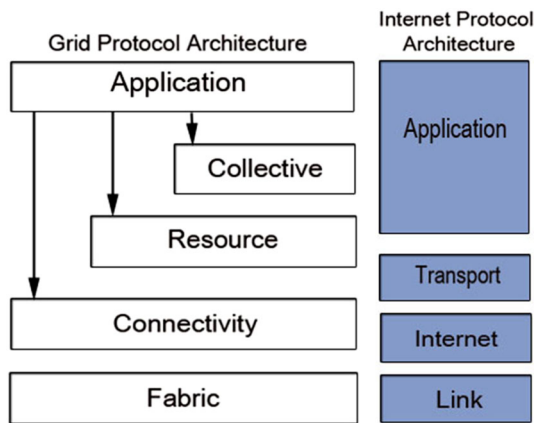 Grid Protocol Architecture
Internet Protocol
Architecture
Application
Collective
Resource
Connectivity
Fabric
Application
Transport
Internet
Link